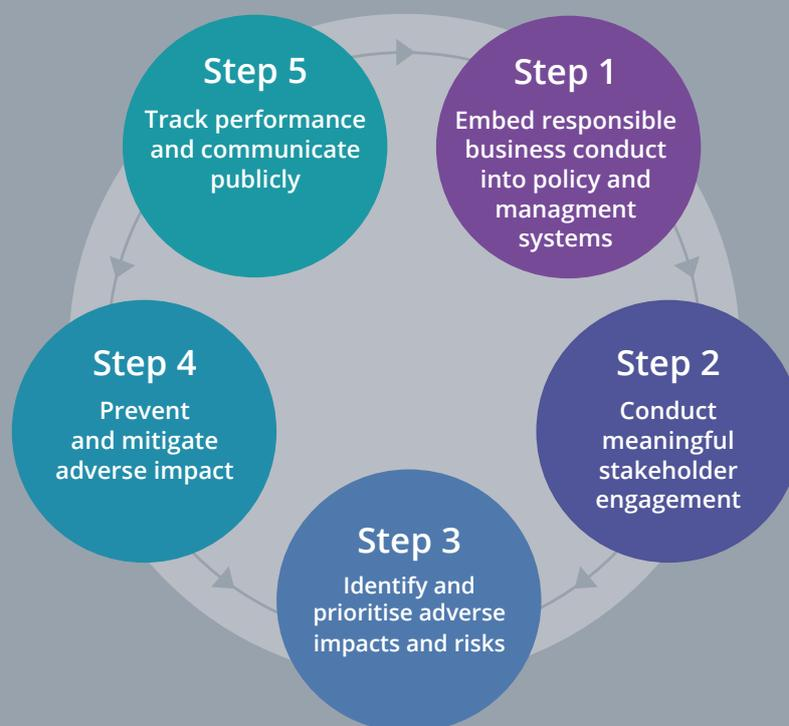 Step 5
Track performance
and communicate
publicly
Step 1
Embed responsible
business conduct
into policy and
managment
systems
Step 4
Prevent
and mitigate
adverse impact
Step 2
Conduct
meaningful
stakeholder
engagement
Step 3
Identify and
prioritise adverse
impacts and risks